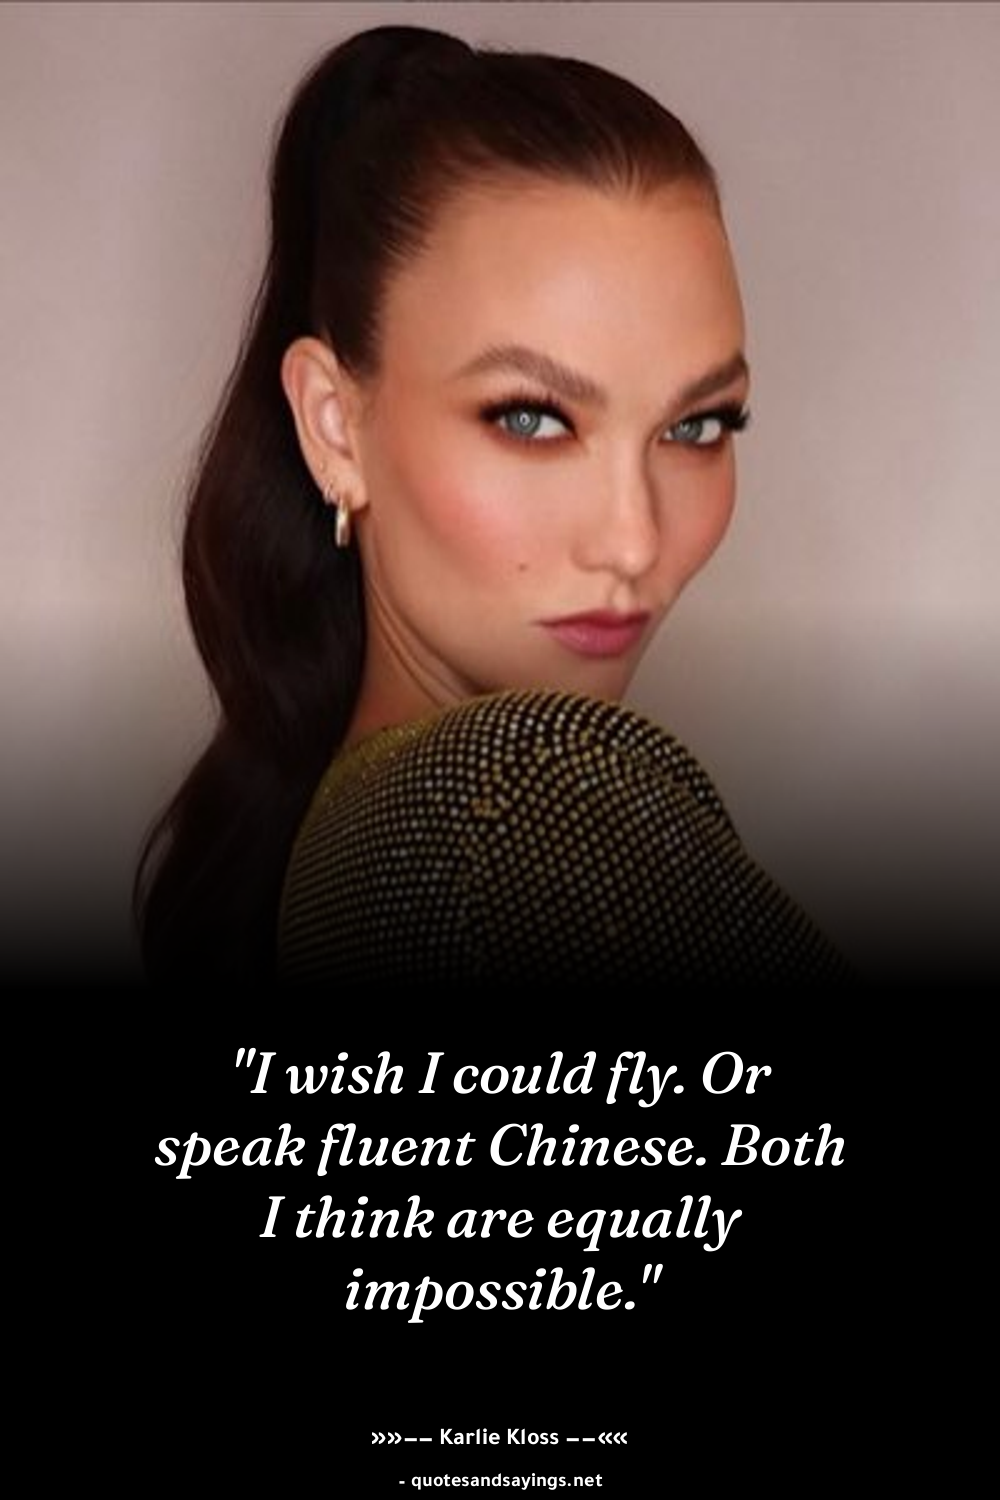 "I wish I could fly. Or
speak fluent Chinese. Both
I think are equally
impossible."
»»−− Karlie Kloss −−««
- quotesandsayings.net